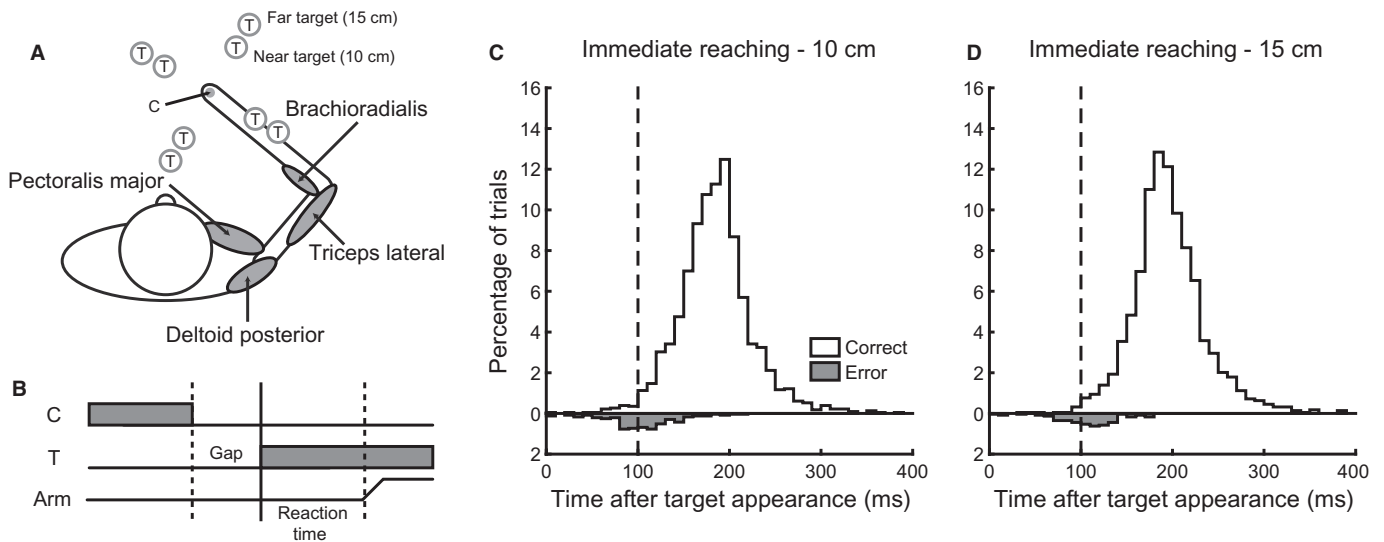 A
T
Far target (15 cm)
T
Near target (10 cm)
T
T
C
T
T
Brachioradialis
T
T
Pectoralis major
Triceps lateral
Deltoid posterior
B
C
T
Gap
Arm
Reaction
time
C
Immediate reaching - 10 cm
Percentage of trials
16
14
12
10
8
6
4
2
0
2
Correct
Error
0
100
200
300
400
Time after target appearance (ms)
D
Immediate reaching - 15 cm
16
14
12
10
8
6
4
2
0
2
0
100
200
300
400
Time after target appearance (ms)